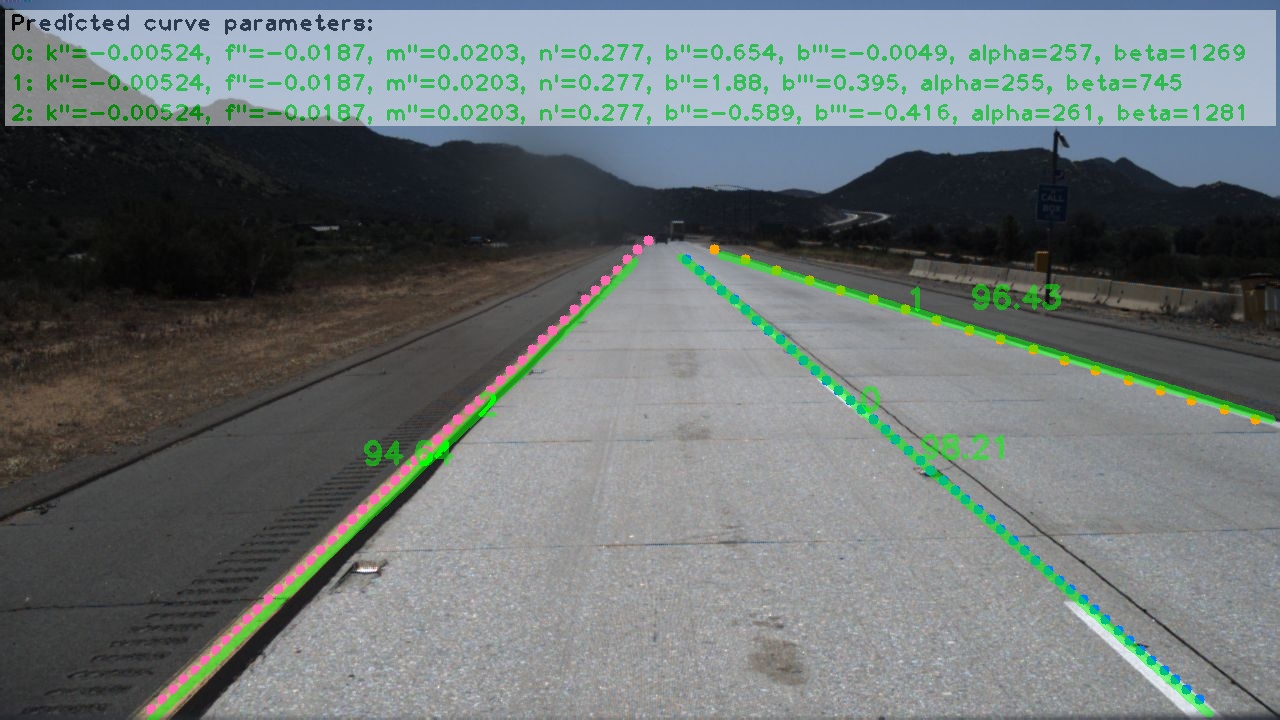 Predicted curve parameters:
0: k''=-0.00524, f''=-0.0187, m''=0.0203, n'=0.277, b''=0.654, b'''=-0.0049, alpha=257, beta=1269
1: k''=-0.00524, f''=-0.0187, m''=0.0203, n'=0.277, b''=1.88, b'''=0.395, alpha=255, beta=745
2: k''=-0.00524, f''=-0.0187, m''=0.0203, n'=0.277, b''=-0.589, b'''=-0.416, alpha=261, beta=1281
CALL
BOX
1 96.43
0
2
98.21
94.64